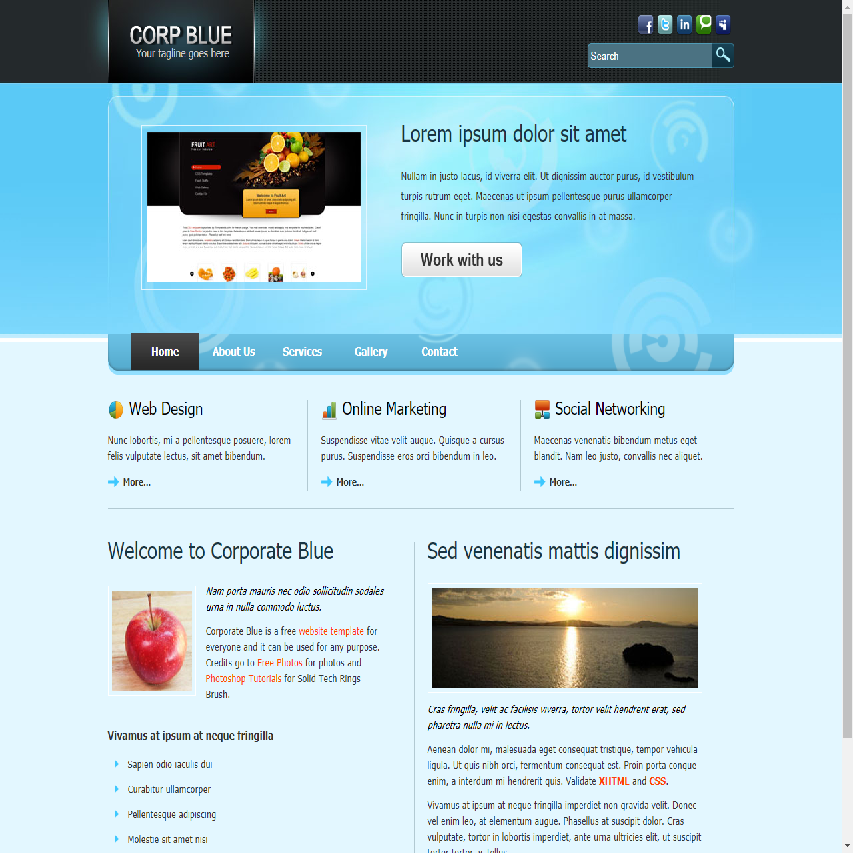 CORP BLUE
Your tagline goes here
Search
FRUIT ART
Lorem ipsum dolor sit amet
Nullam in justo lacus, id viverra elit. Ut dignissim auctor purus, id vestibulum
turpis rutrum eget. Maecenas ut ipsum pellentesque purus ullamcorper
fringilla. Nunc in turpis non nisi egestas convallis in at massa.
Work with us
Home About Us Services Gallery Contact
Web Design Online Marketing Social Networking
Nunc lobortis, mi a pellentesque posuere, lorem
felis vulputate lectus, sit amet bibendum.
Suspendisse vitae velit augue. Quisque a cursus
purus. Suspendisse eros orci bibendum in leo.
Maecenas venenatis bibendum metus eget
blandit. Nam leo justo, convallis nec aliquet.
More... More... More...
Welcome to Corporate Blue
Nam porta mauris nec odio sollicitudin sodales
urna in nulla commodo luctus.
Corporate Blue is a free website template for
everyone and it can be used for any purpose.
Credits go to Free Photos for photos and
Photoshop Tutorials for Solid Tech Rings
Brush.
Vivamus at ipsum at neque fringilla
Sapien odio iaculis dui
Curabitur ullamcorper
Pellentesque adipiscing
Molestie sit amet nisi
Sed venenatis mattis dignissim
Cras fringilla, velit ac facilisis viverra, tortor velit hendrerit erat, sed
pharetra nulla mi in lectus.
Aenean dolor mi, malesuada eget consequat tristique, tempor vehicula
ligula. Ut quis nibh orci, fermentum consequat est. Proin porta congue
enim, a interdum mi hendrerit quis. Validate XHTML and CSS.
Vivamus at ipsum at neque fringilla imperdiet non gravida velit. Donec
vel enim leo, at elementum augue. Phasellus at suscipit dolor. Cras
vulputate, tortor in lobortis imperdiet, ante urna ultricies elit, ut suscipit